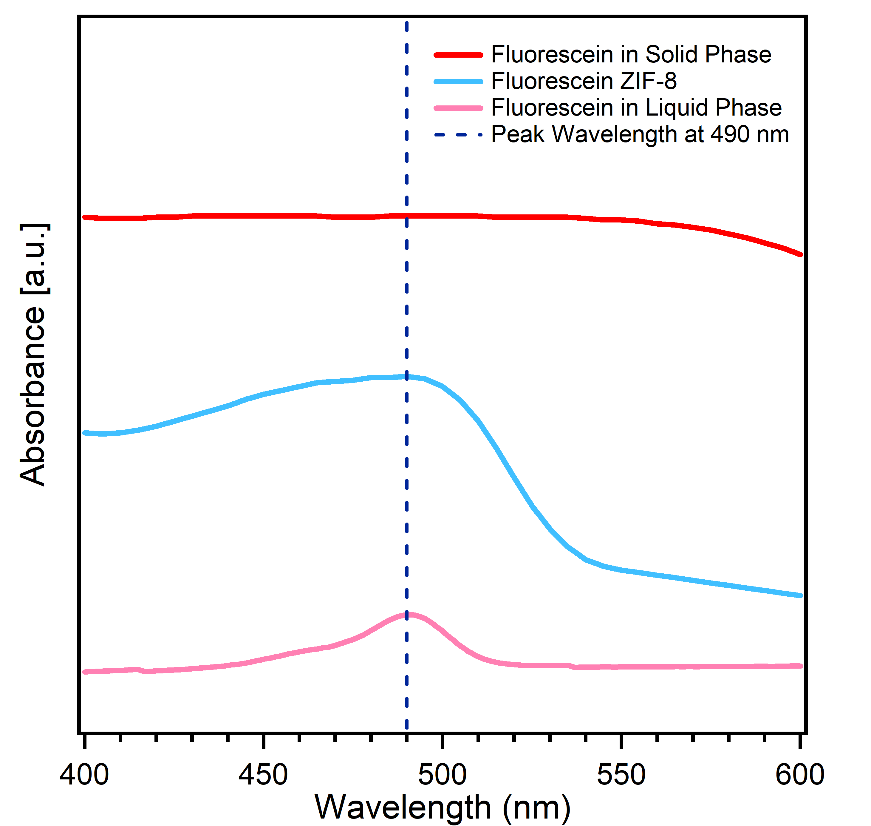 Fluorescein in Solid Phase
Fluorescein ZIF-8
Fluorescein in Liquid Phase
Peak Wavelength at 490 nm
Absorbance [a.u.]
400 450 500 550 600
Wavelength (nm)